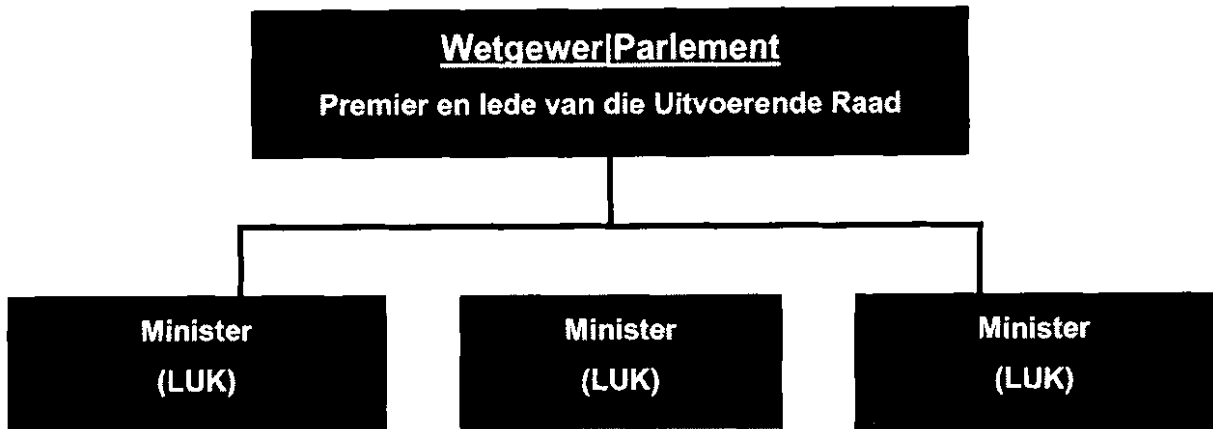 Wetgewer|Parlement
Premier en lede van die Uitvoerende Raad
Minister
(LUK)
Minister
(LUK)
Minister
(LUK)